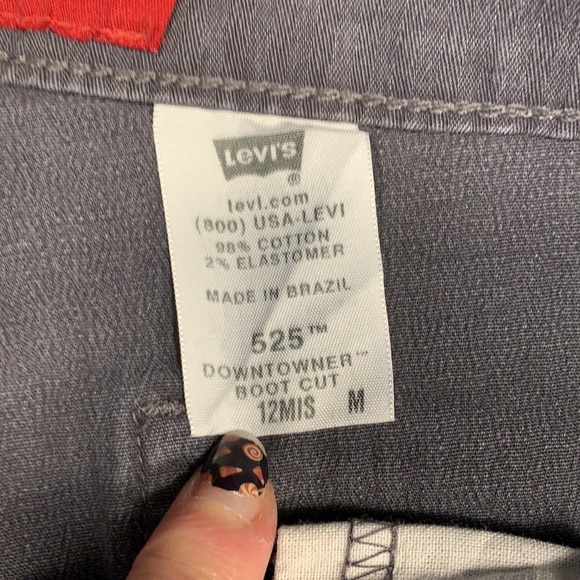 LEVI'S
®
levi.com
(800) USA-LEVI
98% COTTON
2% ELASTOMER
MADE IN BRAZIL
525™
DOWNTOWNER™
BOOT CUT
12MIS M